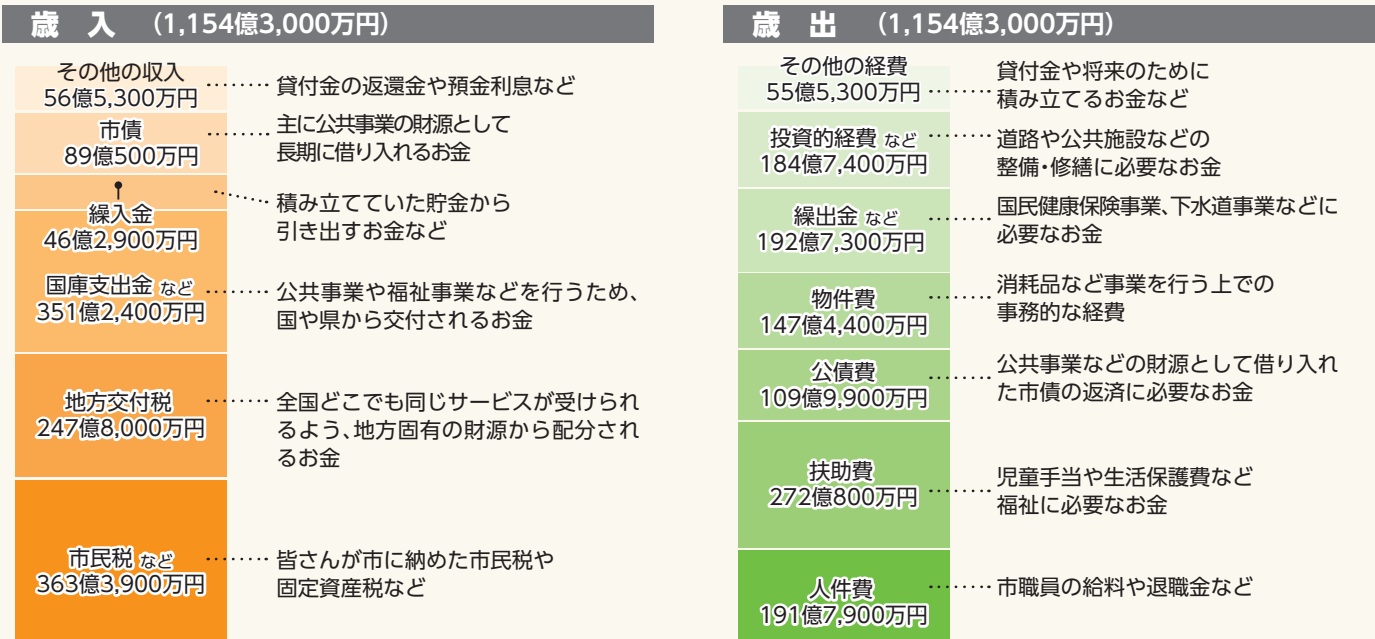 歳 入 (1,154億3,000万円)
その他の収入
56億5,300万円
貸付金の返還金や預金利息など
市債
89億500万円
主に公共事業の財源として
長期に借り入れるお金
繰入金
46億2,900万円
積み立てていた貯金から
引き出すお金など
国庫支出金 など
351億2,400万円
公共事業や福祉事業などを行うため、
国や県から交付されるお金
地方交付税
247億8,000万円
全国どこでも同じサービスが受けられ
るよう、地方固有の財源から配分され
るお金
市民税 など
363億3,900万円
皆さんが市に納めた市民税や
固定資産税など
歳 出 (1,154億3,000万円)
その他の経費
55億5,300万円
貸付金や将来のために
積み立てるお金など
投資的経費 など
184億7,400万円
道路や公共施設などの
整備・修繕に必要なお金
繰出金 など
192億7,300万円
国民健康保険事業、下水道事業などに
必要なお金
物件費
147億4,400万円
消耗品など事業を行う上での
事務的な経費
公債費
109億9,900万円
公共事業などの財源として借り入れ
た市債の返済に必要なお金
扶助費
272億800万円
児童手当や生活保護費など
福祉に必要なお金
人件費
191億7,900万円
市職員の給料や退職金など